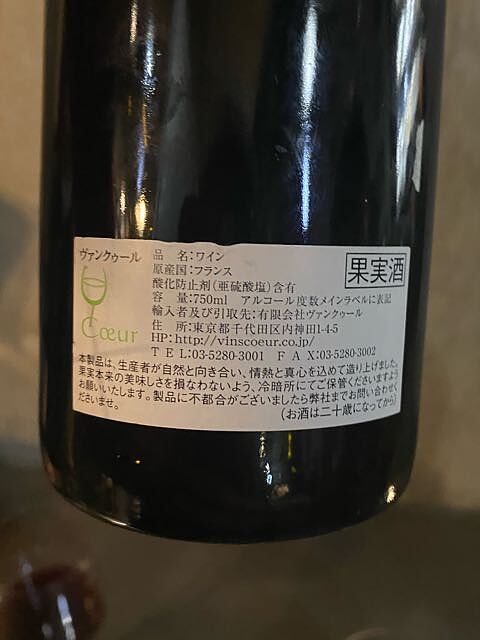 ヴァンクゥール
Cœur
品 名:ワイン
原産国:フランス
果実酒
酸化防止剤(亜硫酸塩)含有
容 量:750ml アルコール度数メインラベルに表記
輸入者及び引取先:有限会社ヴァンクゥール
住 所:東京都千代田区内神田1-4-5
HP:http://vinscoeur.co.jp/
TEL:03-5280-3001 FAX:03-5280-3002
本製品は、生産者が自然と向き合い、情熱と真心を込めて造り上げました。
果実本来の美味しさを損なわないよう、冷暗所にてご保管くださいますよう
お願いいたします。製品に不都合がございましたら弊社までお問い合わせく
ださいませ。
(お酒は二十歳になってから)